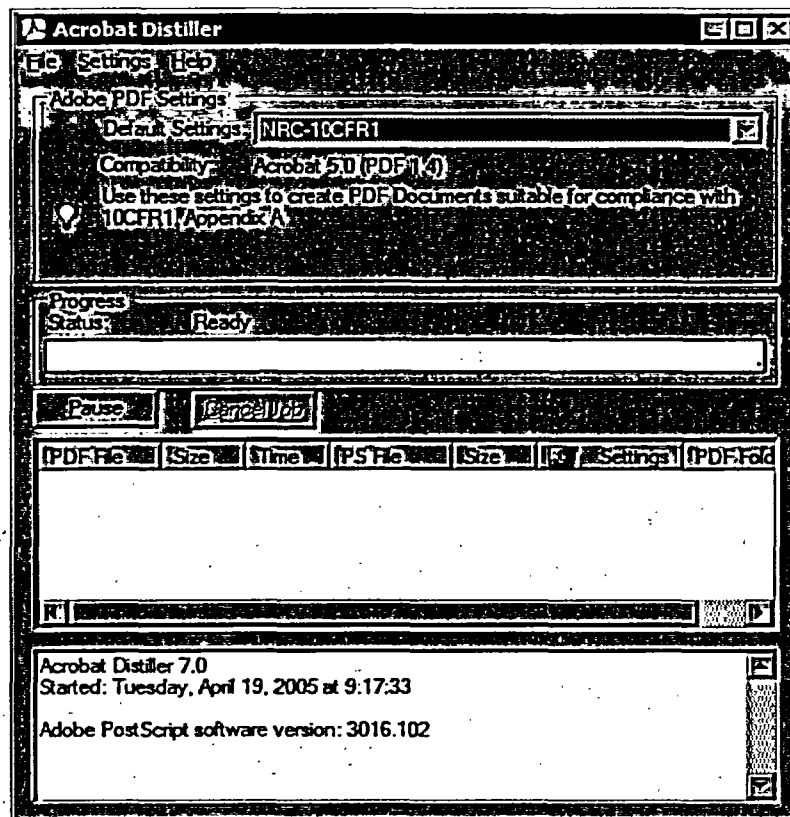 Acrobat Distiller
File Settings Help
Adobe PDF Settings
Default Settings: NRC-10CFR1
Compatibility: Acrobat 5.0 (PDF 1.4)
Use these settings to create PDF Documents suitable for compliance with
10CFR1, Appendix A
Progress
Status: Ready
Pause Cancel Job
PDF File Size Time PS File Size Settings PDF Fold
Acrobat Distiller 7.0
Started: Tuesday, April 19, 2005 at 9:17:33
Adobe PostScript software version: 3016.102